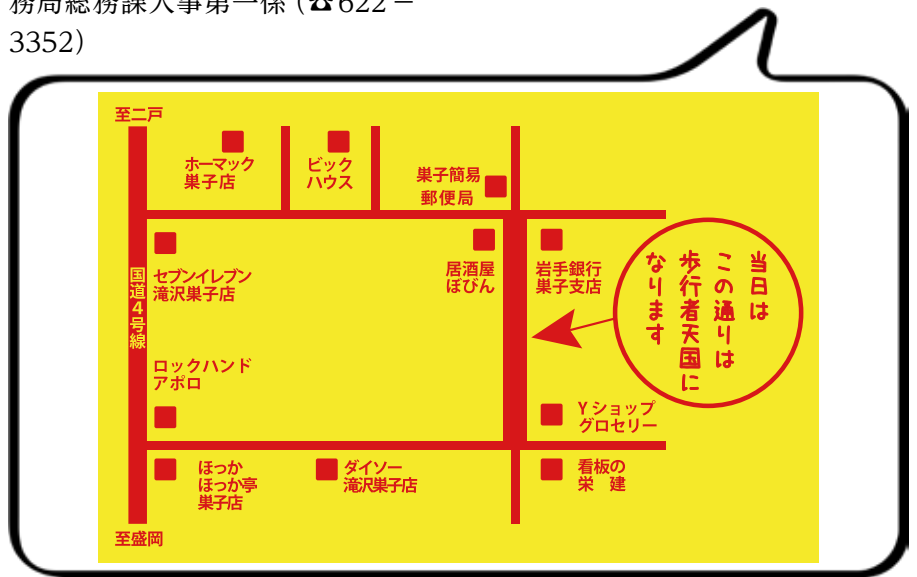 務局総務課人事第一係（☎622－
3352）
至二戸
ホーマック
巣子店
ビック
ハウス
巣子簡易
郵便局
セブンイレブン
滝沢巣子店
居酒屋
ぽびん
岩手銀行
巣子支店
当日は
この通りは
歩行者天国に
なります
国道4号線
ロックハンド
アポロ
Yショップ
グロセリー
ほっか
ほっか亭
巣子店
ダイソー
滝沢巣子店
看板の
栄　建
至盛岡